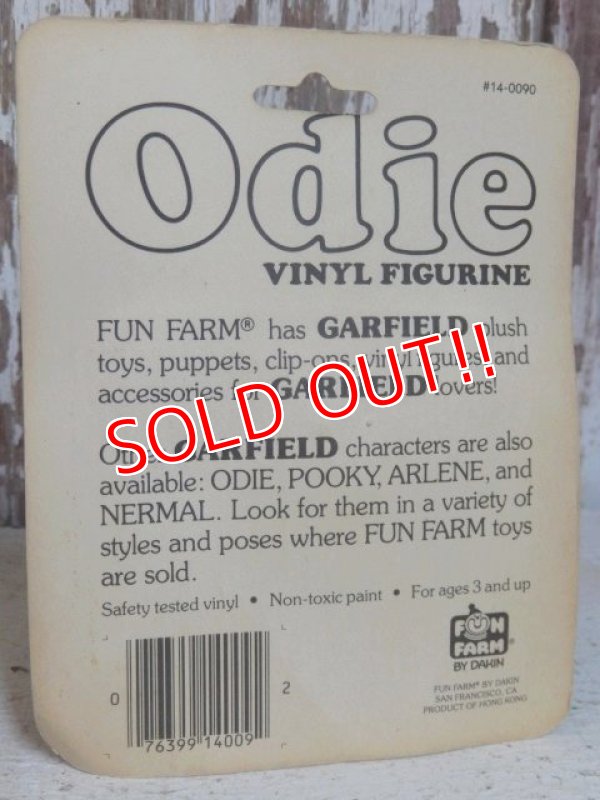 #14-0090
Odie
VINYL FIGURINE
FUN FARM® has GARFIELD plush
toys, puppets, clip-ons, vinyl figures, and
accessories for GARFIELD lovers!
SOLD OUT!!
Other GARFIELD characters are also
available: ODIE, POOKY, ARLENE, and
NERMAL. Look for them in a variety of
styles and poses where FUN FARM toys
are sold.
Safety tested vinyl • Non-toxic paint • For ages 3 and up
FUN
FARM®
BY DAKIN
FUN FARM® BY DAKIN
SAN FRANCISCO, CA
PRODUCT OF HONG KONG
0 76399 14009 2